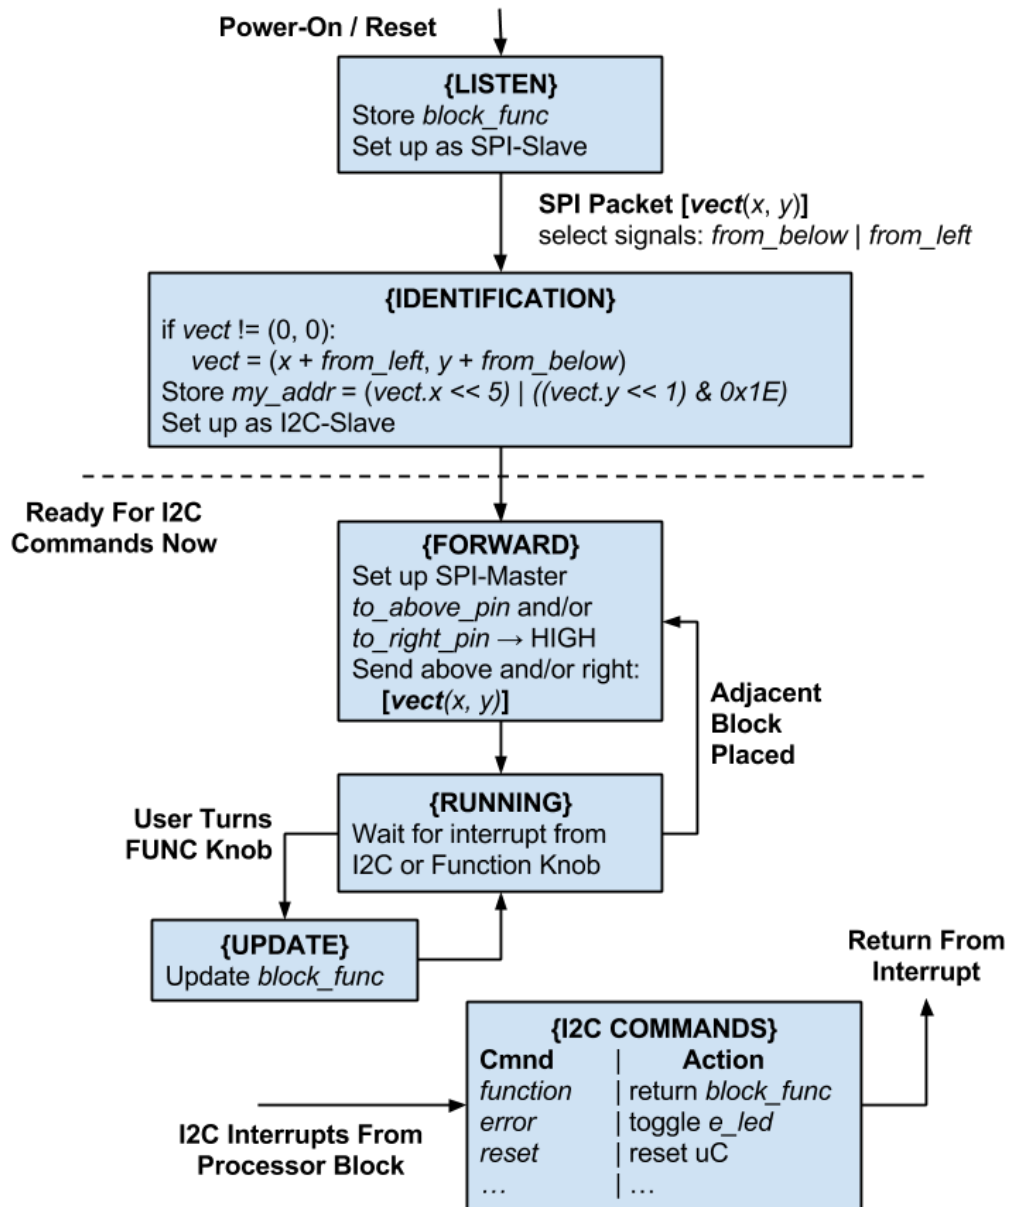 Power-On / Reset
{LISTEN}
Store block_func
Set up as SPI-Slave
SPI Packet [vect(x, y)]
select signals: from_below | from_left
{IDENTIFICATION}
if vect != (0, 0):
vect = (x + from_left, y + from_below)
Store my_addr = (vect.x << 5) | ((vect.y << 1) & 0x1E)
Set up as I2C-Slave
Ready For I2C
Commands Now
{FORWARD}
Set up SPI-Master
to_above_pin and/or
to_right_pin → HIGH
Send above and/or right:
[vect(x, y)]
Adjacent
Block
Placed
{RUNNING}
Wait for interrupt from
I2C or Function Knob
User Turns
FUNC Knob
{UPDATE}
Update block_func
Return From
Interrupt
{I2C COMMANDS}
Cmnd | Action
function | return block_func
error | toggle e_led
reset | reset uC
… | …
I2C Interrupts From
Processor Block